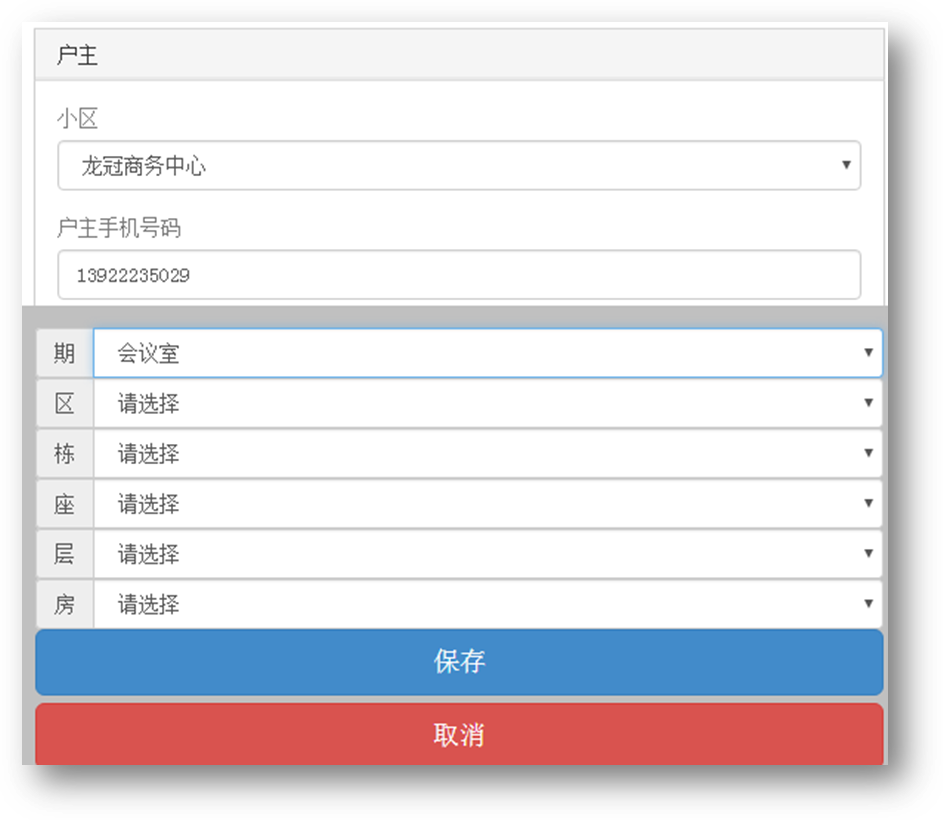 户主
小区
龙冠商务中心
户主手机号码
13922235029
期 会议室
区 请选择
栋 请选择
座 请选择
层 请选择
房 请选择
保存
取消